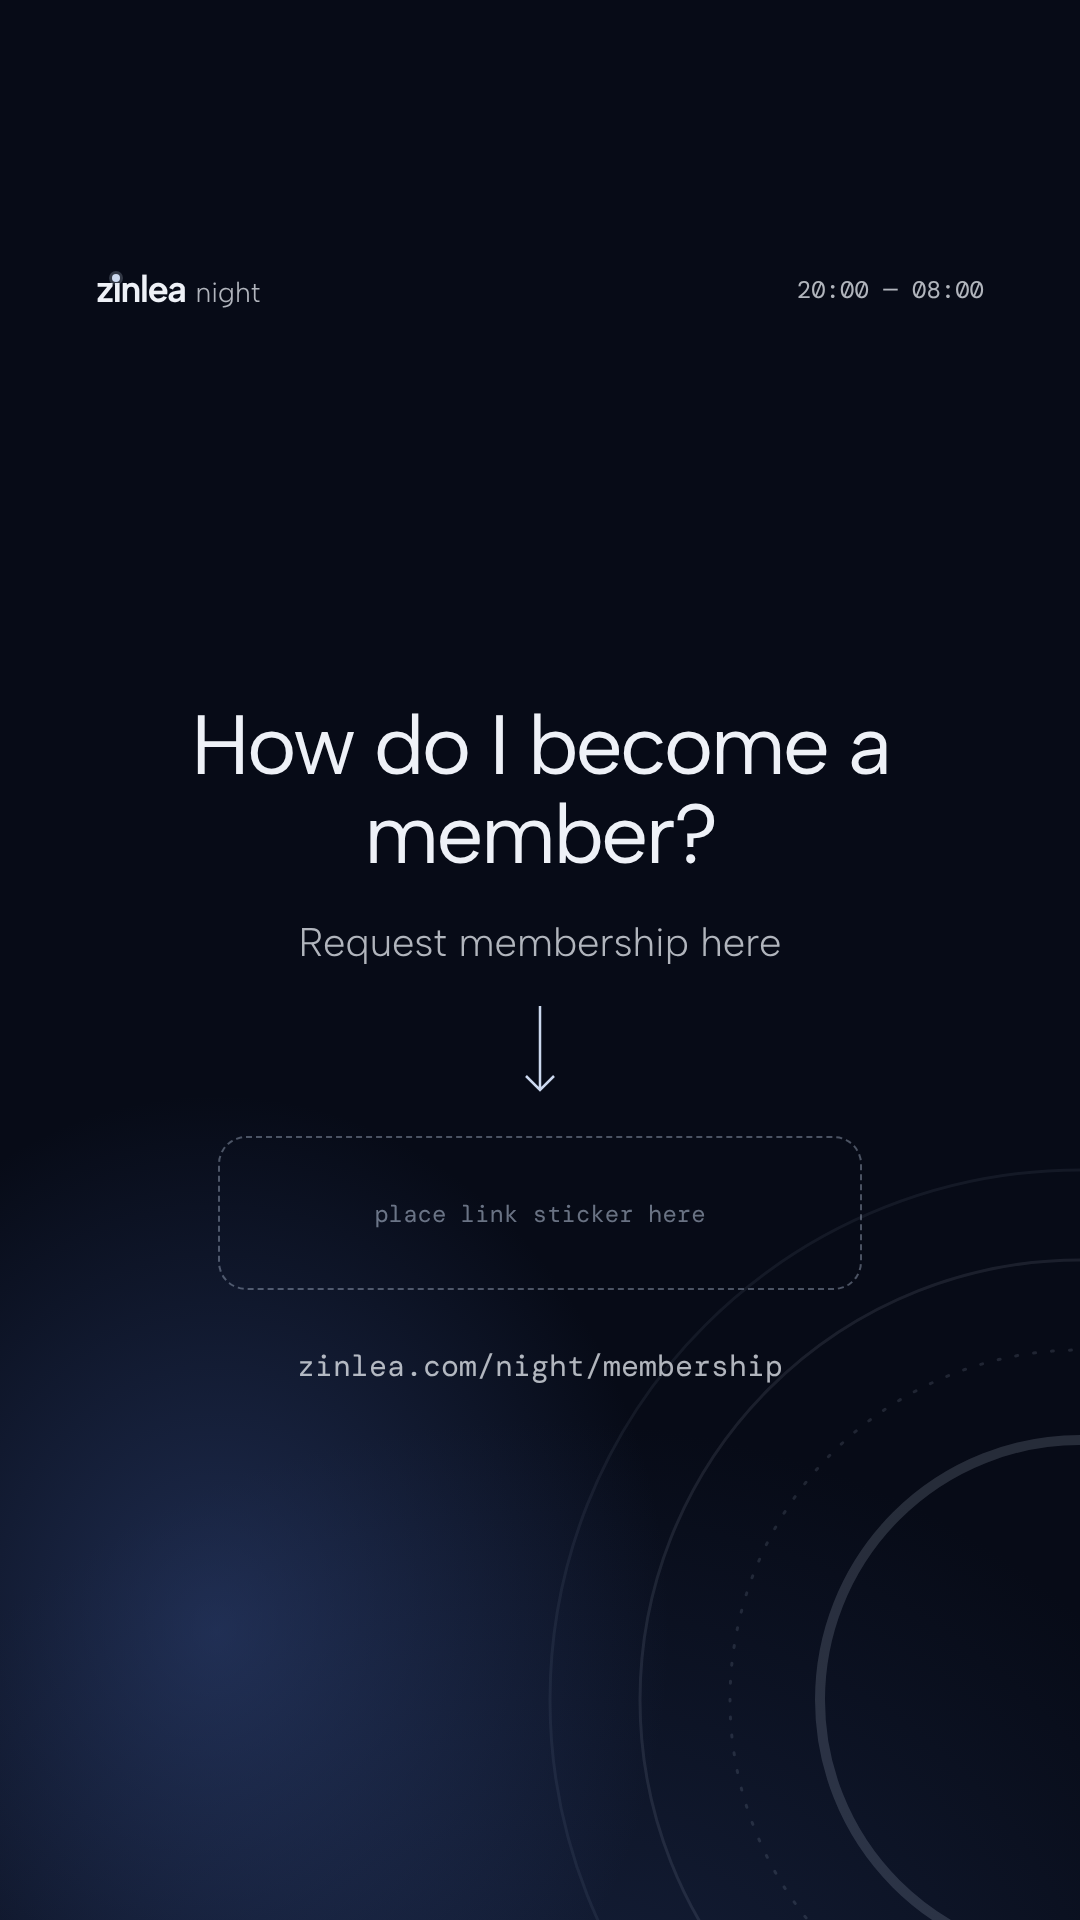 zinlea night
20:00 — 08:00
How do I become a
member?
Request membership here
place link sticker here
zinlea.com/night/membership